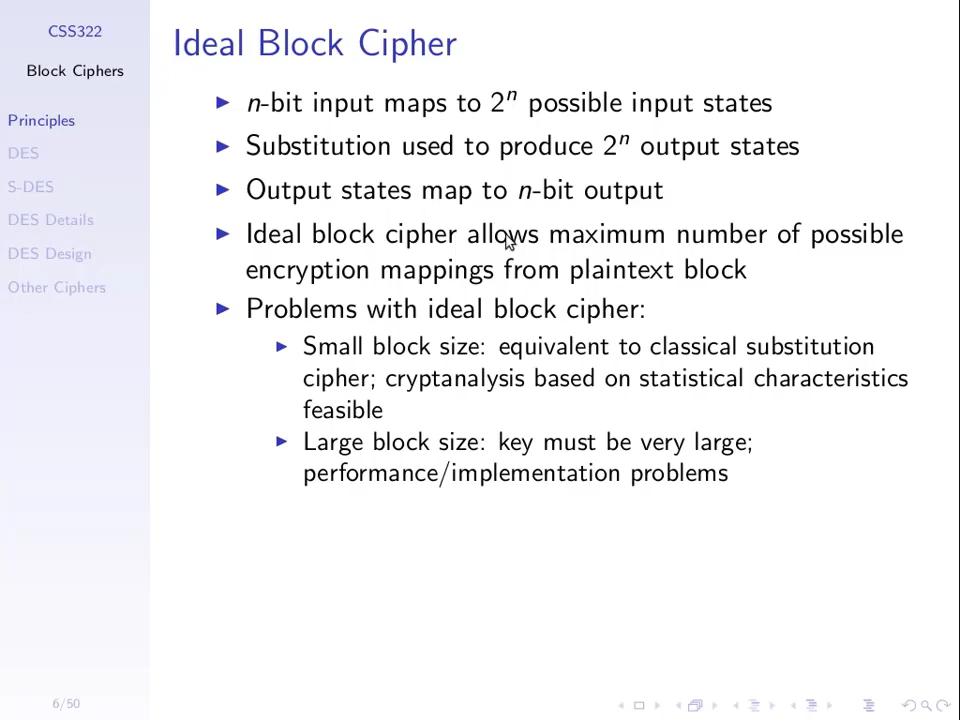 CSS322
Block Ciphers
Principles
DES
S-DES
DES Details
DES Design
Other Ciphers
6/50
Ideal Block Cipher
n-bit input maps to 2ⁿ possible input states
Substitution used to produce 2ⁿ output states
Output states map to n-bit output
Ideal block cipher allows maximum number of possible
encryption mappings from plaintext block
Problems with ideal block cipher:
Small block size: equivalent to classical substitution
cipher; cryptanalysis based on statistical characteristics
feasible
Large block size: key must be very large;
performance/implementation problems